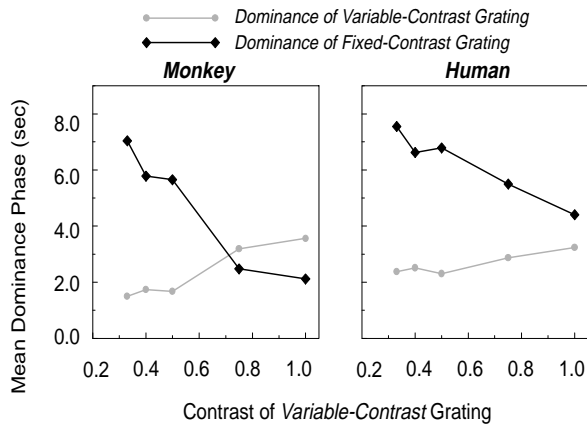 Dominance of Variable-Contrast Grating
Dominance of Fixed-Contrast Grating
Monkey
Human
Mean Dominance Phase (sec)
8.0
6.0
4.0
2.0
0.0
0.2 0.4 0.6 0.8 1.0
0.2 0.4 0.6 0.8 1.0
Contrast of Variable-Contrast Grating